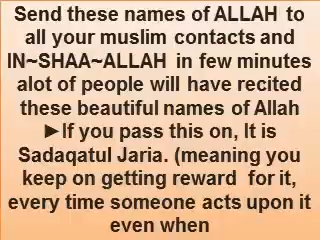 Send these names of ALLAH to
all your muslim contacts and
IN~SHAA~ALLAH in few minutes
alot of people will have recited
these beautiful names of Allah
►If you pass this on, It is
Sadaqatul Jaria. (meaning you
keep on getting reward for it,
every time someone acts upon it
even when